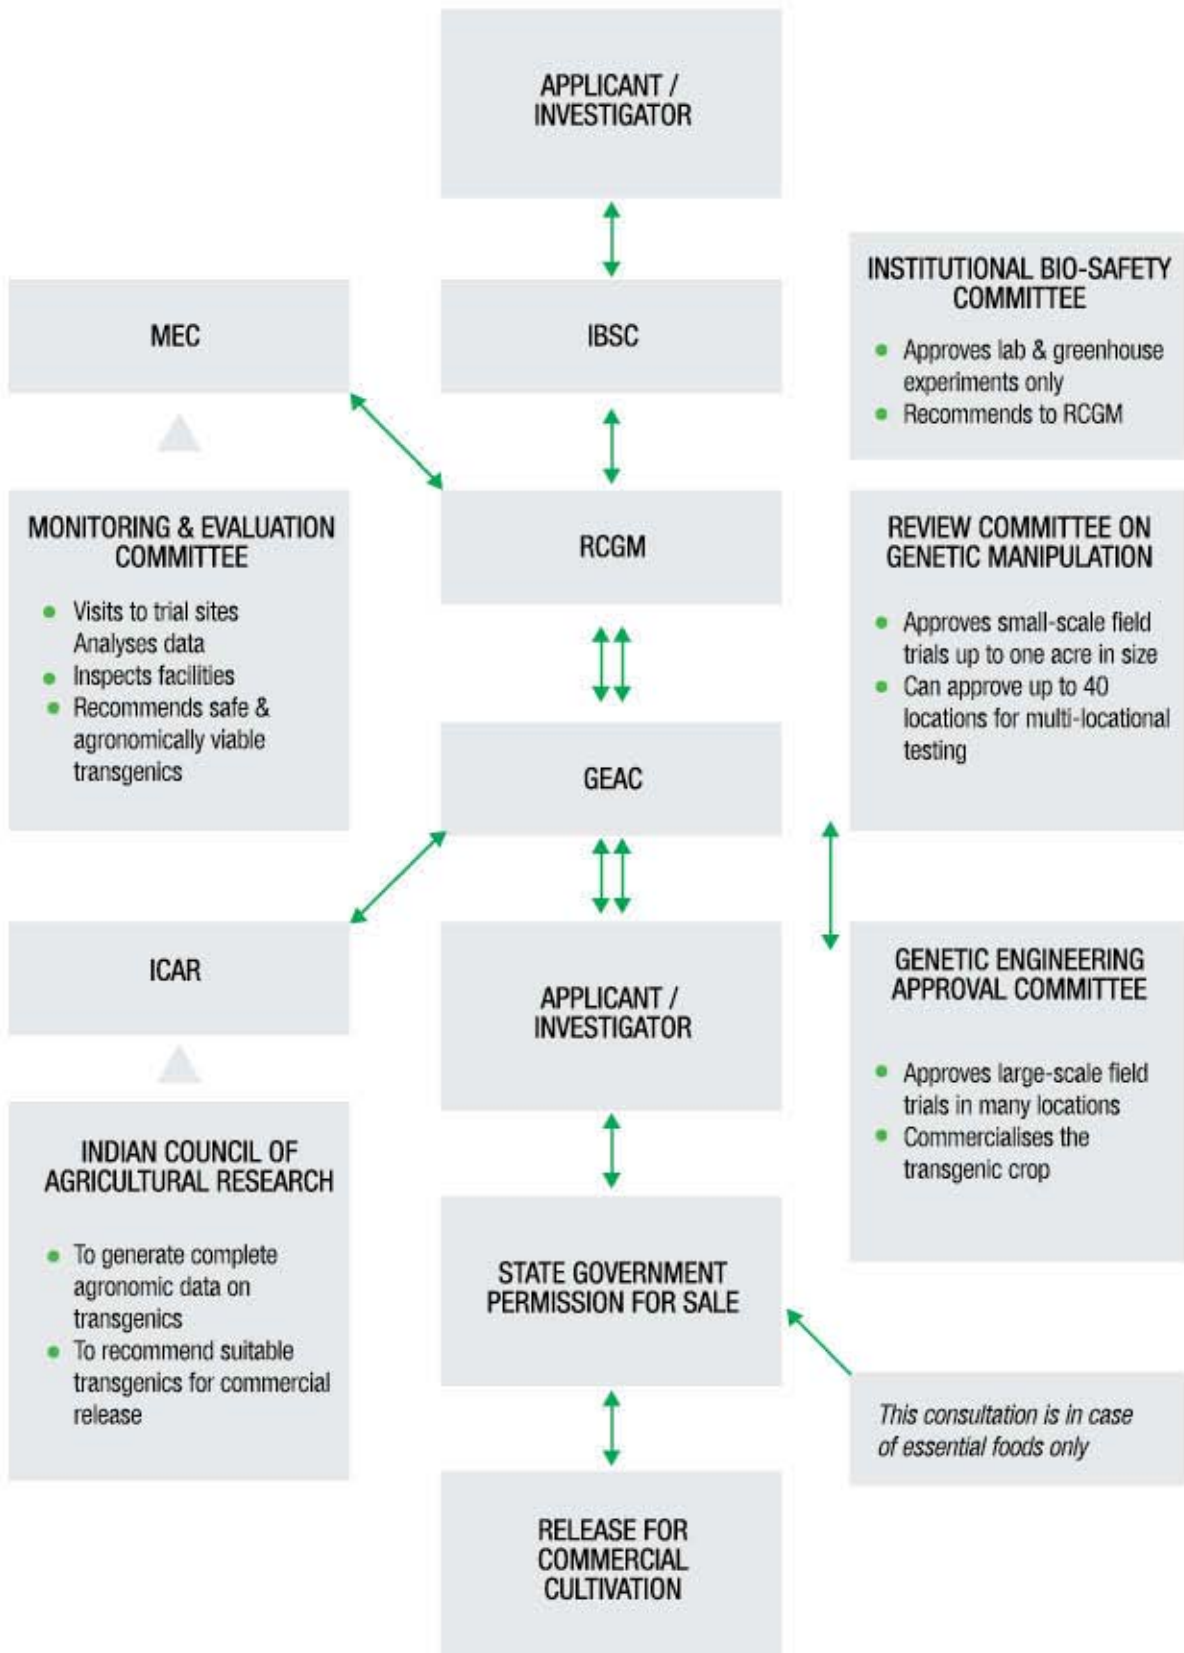 APPLICANT /
INVESTIGATOR
MEC
IBSC
INSTITUTIONAL BIO-SAFETY
COMMITTEE
Approves lab & greenhouse
experiments only
Recommends to RCGM
MONITORING & EVALUATION
COMMITTEE
Visits to trial sites
Analyses data
Inspects facilities
Recommends safe &
agronomically viable
transgenics
RCGM
REVIEW COMMITTEE ON
GENETIC MANIPULATION
Approves small-scale field
trials up to one acre in size
Can approve up to 40
locations for multi-locational
testing
GEAC
ICAR
APPLICANT /
INVESTIGATOR
GENETIC ENGINEERING
APPROVAL COMMITTEE
Approves large-scale field
trials in many locations
Commercialises the
transgenic crop
INDIAN COUNCIL OF
AGRICULTURAL RESEARCH
To generate complete
agronomic data on
transgenics
To recommend suitable
transgenics for commercial
release
STATE GOVERNMENT
PERMISSION FOR SALE
This consultation is in case
of essential foods only
RELEASE FOR
COMMERCIAL
CULTIVATION